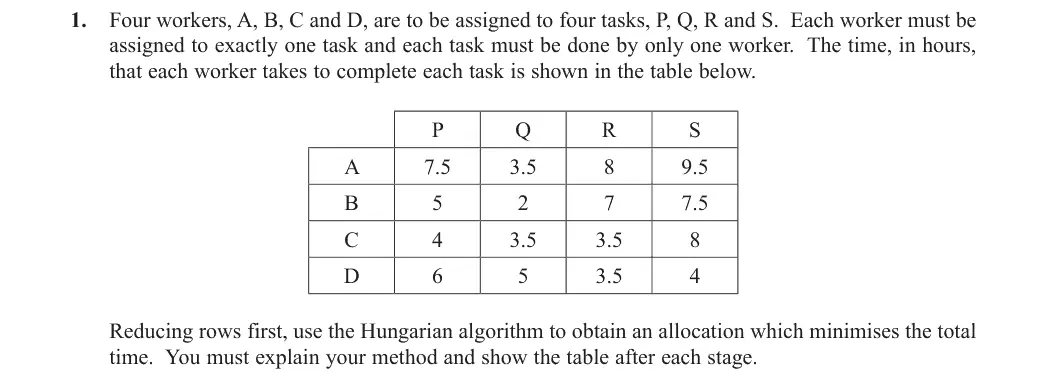 1. Four workers, A, B, C and D, are to be assigned to four tasks, P, Q, R and S. Each worker must be
assigned to exactly one task and each task must be done by only one worker. The time, in hours,
that each worker takes to complete each task is shown in the table below.
P Q R S
A 7.5 3.5 8 9.5
B 5 2 7 7.5
C 4 3.5 3.5 8
D 6 5 3.5 4
Reducing rows first, use the Hungarian algorithm to obtain an allocation which minimises the total
time. You must explain your method and show the table after each stage.